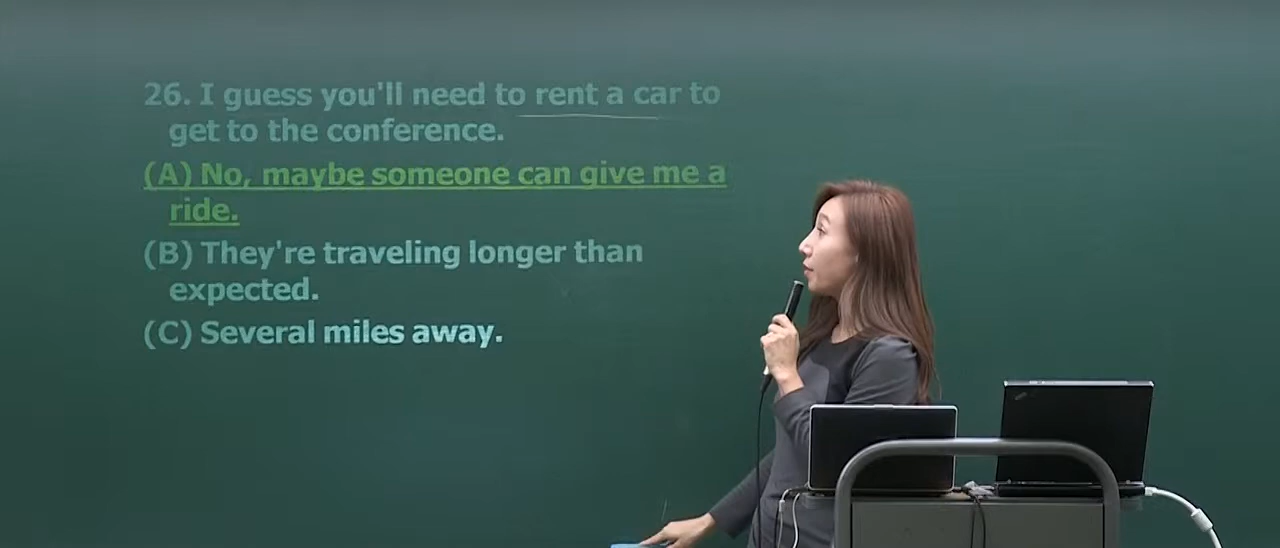 26. I guess you'll need to rent a car to
get to the conference.
(A) No, maybe someone can give me a
ride.
(B) They're traveling longer than
expected.
(C) Several miles away.